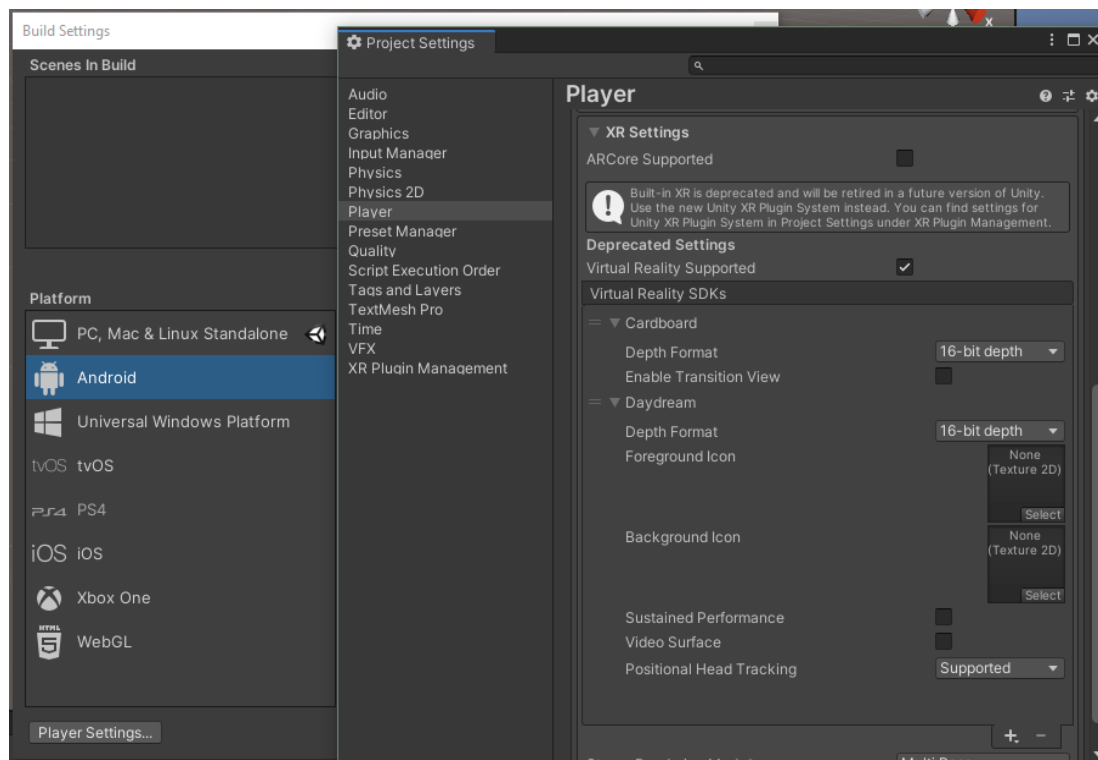 Build Settings
Scenes In Build
Platform
PC, Mac & Linux Standalone
Android
Universal Windows Platform
tvOS tvOS
PS4 PS4
iOS iOS
Xbox One
HTML
5
WebGL
Player Settings...
Project Settings
x
Audio
Editor
Graphics
Input Manager
Physics
Physics 2D
Player
Preset Manager
Quality
Script Execution Order
Tags and Layers
TextMesh Pro
Time
VFX
XR Plugin Management
Player
XR Settings
ARCore Supported
Built-in XR is deprecated and will be retired in a future version of Unity.
Use the new Unity XR Plugin System instead. You can find settings for
Unity XR Plugin System in Project Settings under XR Plugin Management.
Deprecated Settings
Virtual Reality Supported
Virtual Reality SDKs
Cardboard
Depth Format 16-bit depth
Enable Transition View
Daydream
Depth Format 16-bit depth
Foreground Icon
None
(Texture 2D)
Select
Background Icon
None
(Texture 2D)
Select
Sustained Performance
Video Surface
Positional Head Tracking Supported